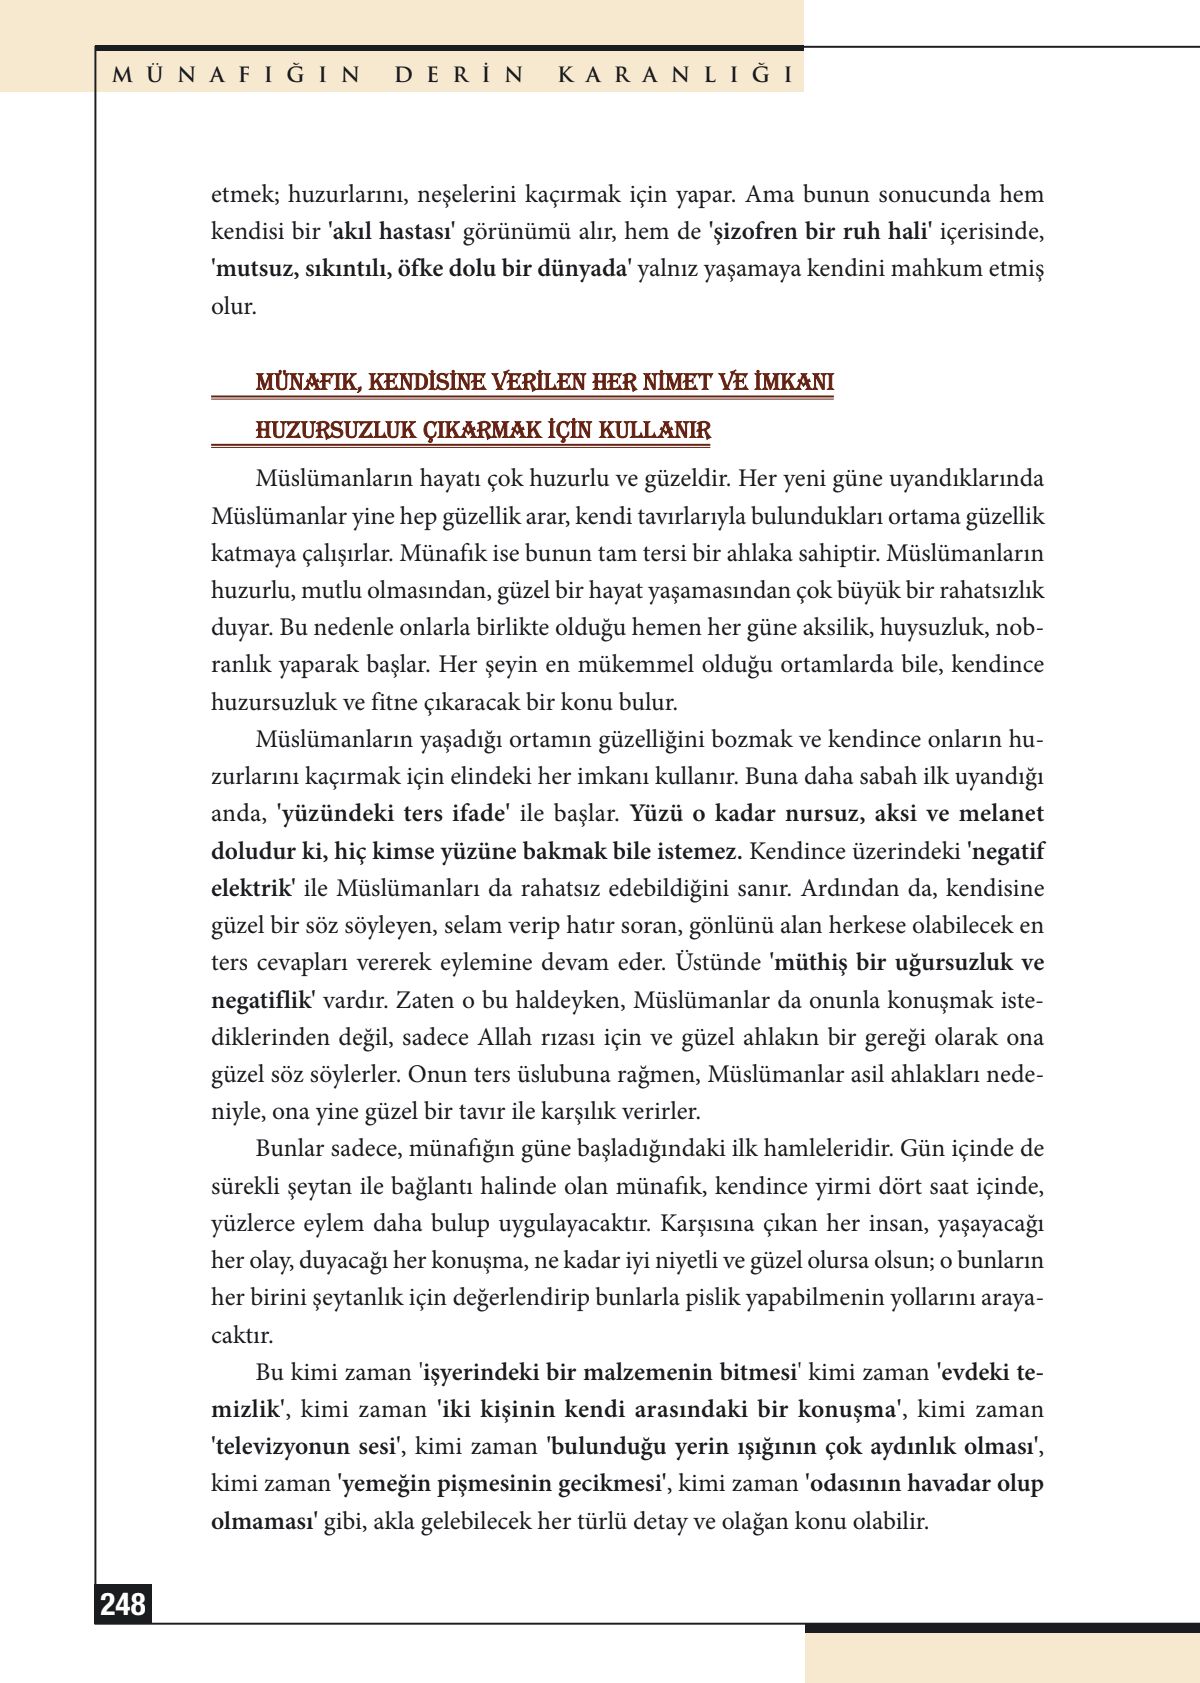 MÜNAFIĞIN DERİN KARANLIĞI
etmek; huzurlarını, neşelerini kaçırmak için yapar. Ama bunun sonucunda hem
kendisi bir 'akıl hastası' görünümü alır, hem de 'şizofren bir ruh hali' içerisinde,
'mutsuz, sıkıntılı, öfke dolu bir dünyada' yalnız yaşamaya kendini mahkum etmiş
olur.
MÜNAFIK, KENDİSİNE VERİLEN HER NİMET VE İMKANI
HUZURSUZLUK ÇIKARMAK İÇİN KULLANIR
Müslümanların hayatı çok huzurlu ve güzeldir. Her yeni güne uyandıklarında
Müslümanlar yine hep güzellik arar, kendi tavırlarıyla bulundukları ortama güzellik
katmaya çalışırlar. Münafık ise bunun tam tersi bir ahlaka sahiptir. Müslümanların
huzurlu, mutlu olmasından, güzel bir hayat yaşamasından çok büyük bir rahatsızlık
duyar. Bu nedenle onlarla birlikte olduğu hemen her güne aksilik, huysuzluk, nob-
ranlık yaparak başlar. Her şeyin en mükemmel olduğu ortamlarda bile, kendince
huzursuzluk ve fitne çıkaracak bir konu bulur.
Müslümanların yaşadığı ortamın güzelliğini bozmak ve kendince onların hu-
zurlarını kaçırmak için elindeki her imkanı kullanır. Buna daha sabah ilk uyandığı
anda, 'yüzündeki ters ifade' ile başlar. Yüzü o kadar nursuz, aksi ve melanet
doludur ki, hiç kimse yüzüne bakmak bile istemez. Kendince üzerindeki 'negatif
elektrik' ile Müslümanları da rahatsız edebildiğini sanır. Ardından da, kendisine
güzel bir söz söyleyen, selam verip hatır soran, gönlünü alan herkese olabilecek en
ters cevapları vererek eylemine devam eder. Üstünde 'müthiş bir uğursuzluk ve
negatiflik' vardır. Zaten o bu haldeyken, Müslümanlar da onunla konuşmak iste-
diklerinden değil, sadece Allah rızası için ve güzel ahlakın bir gereği olarak ona
güzel söz söylerler. Onun ters üslubuna rağmen, Müslümanlar asil ahlakları nede-
niyle, ona yine güzel bir tavır ile karşılık verirler.
Bunlar sadece, münafığın güne başladığındaki ilk hamleleridir. Gün içinde de
sürekli şeytan ile bağlantı halinde olan münafık, kendince yirmi dört saat içinde,
yüzlerce eylem daha bulup uygulayacaktır. Karşısına çıkan her insan, yaşayacağı
her olay, duyacağı her konuşma, ne kadar iyi niyetli ve güzel olursa olsun; o bunların
her birini şeytanlık için değerlendirip bunlarla pislik yapabilmenin yollarını araya-
caktır.
Bu kimi zaman 'işyerindeki bir malzemenin bitmesi' kimi zaman 'evdeki te-
mizlik', kimi zaman 'iki kişinin kendi arasındaki bir konuşma', kimi zaman
'televizyonun sesi', kimi zaman 'bulunduğu yerin ışığının çok aydınlık olması',
kimi zaman 'yemeğin pişmesinin gecikmesi', kimi zaman 'odasının havadar olup
olmaması' gibi, akla gelebilecek her türlü detay ve olağan konu olabilir.
248